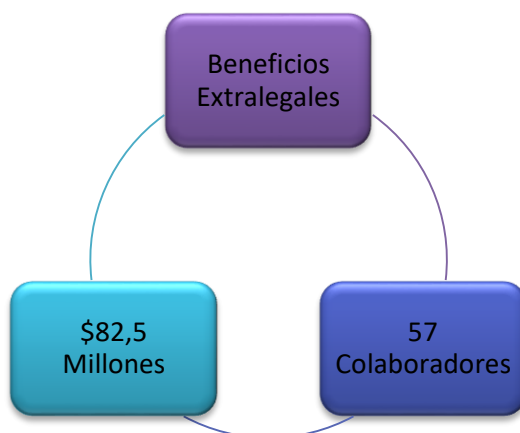 Beneficios
Extralegales
$82,5
Millones
57
Colaboradores